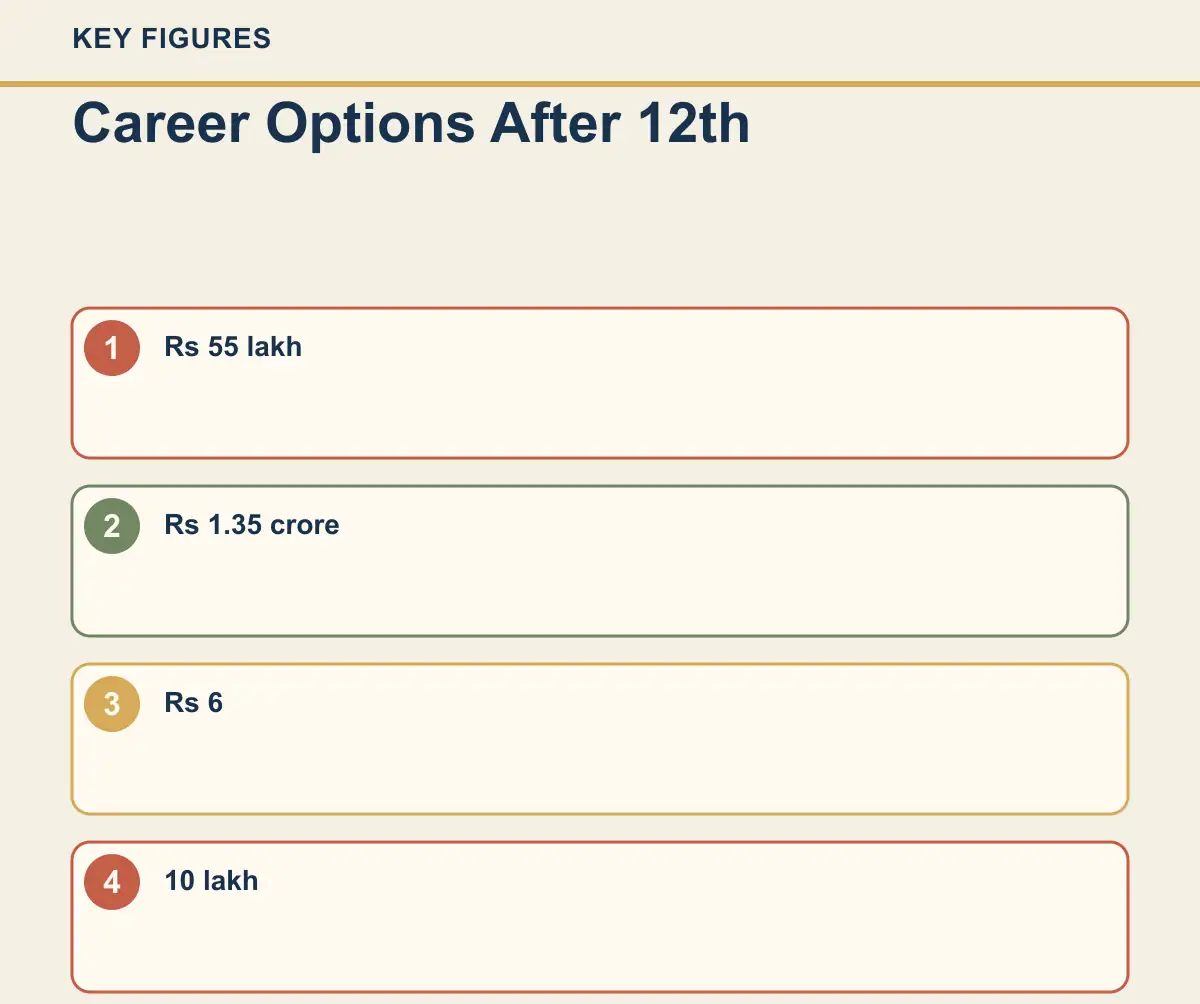 KEY FIGURES
Career Options After 12th
1 Rs 55 lakh
2 Rs 1.35 crore
3 Rs 6
4 10 lakh